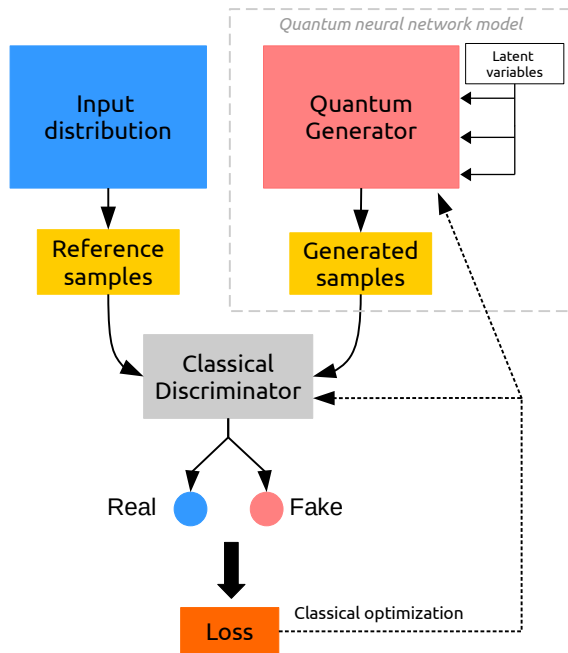 Quantum neural network model
Input
distribution
Quantum
Generator
Latent
variables
Reference
samples
Generated
samples
Classical
Discriminator
Real
Fake
Loss
Classical optimization